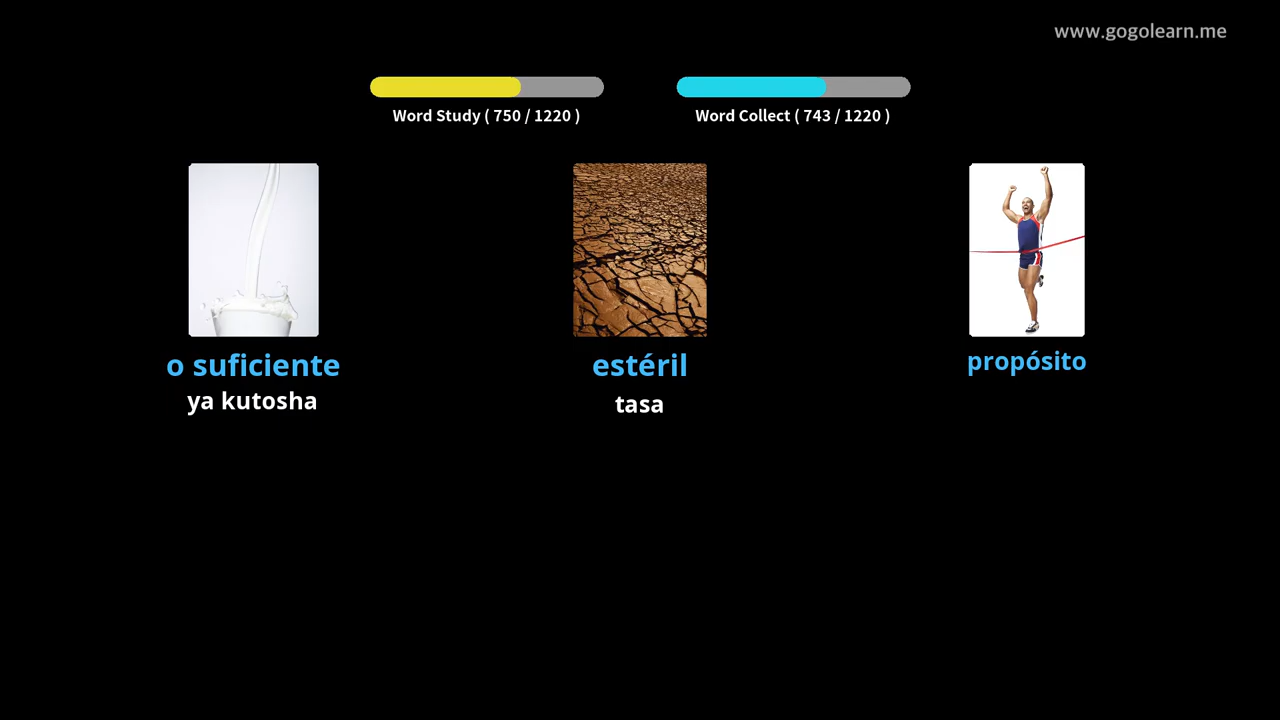 www.gogolearn.me
Word Study ( 750 / 1220 )
Word Collect ( 743 / 1220 )
o suficiente
ya kutosha
estéril
tasa
propósito